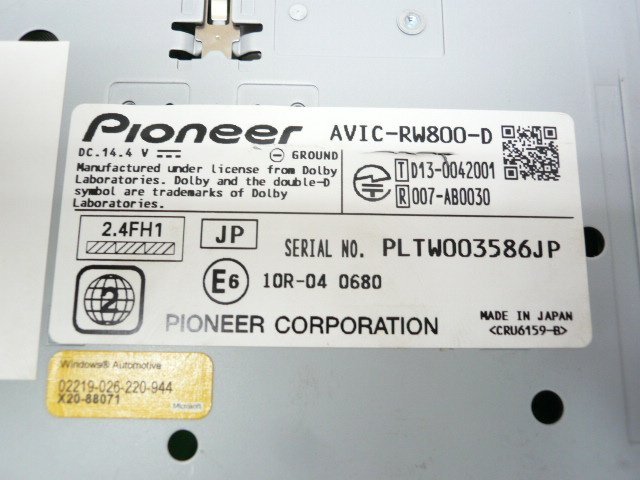 Pioneer AVIC-RW800-D
DC.14.4 V
GROUND
Manufactured under license from Dolby
Laboratories. Dolby and the double-D
symbol are trademarks of Dolby
Laboratories.
T D13-0042001
R 007-AB0030
2.4FH1
JP
SERIAL NO. PLTW003586JP
2
E6 10R-04 0680
PIONEER CORPORATION
MADE IN JAPAN
<CRU6159-B>
Windows® Automotive
02219-026-220-944
X20-88071
Microsoft